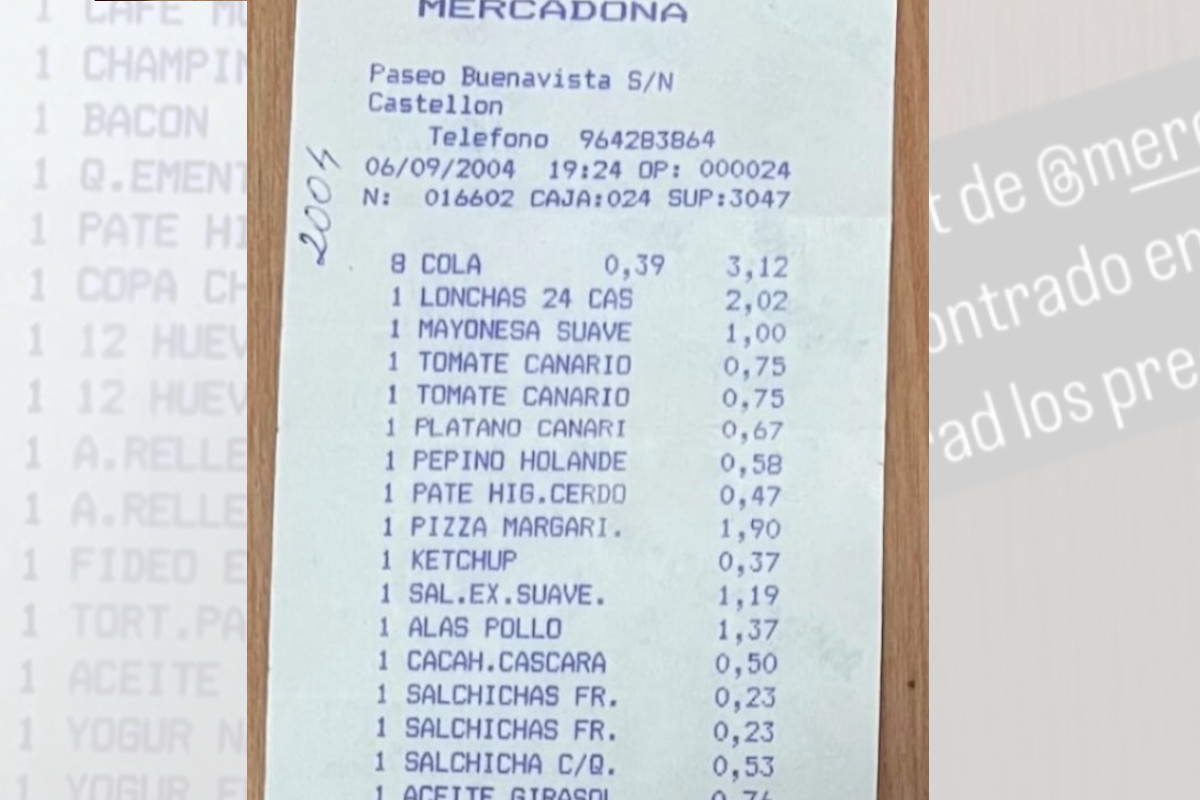 MERCADONA
Paseo Buenavista S/N
Castellon
Telefono 964283864
06/09/2004 19:24 OP: 000024
N: 016602 CAJA:024 SUP:3047
2004
8 COLA 0,39 3,12
1 LONCHAS 24 CAS 2,02
1 MAYONESA SUAVE 1,00
1 TOMATE CANARIO 0,75
1 TOMATE CANARIO 0,75
1 PLATANO CANARI 0,67
1 PEPINO HOLANDE 0,58
1 PATE HIG.CERDO 0,47
1 PIZZA MARGARI. 1,90
1 KETCHUP 0,37
1 SAL.EX.SUAVE. 1,19
1 ALAS POLLO 1,37
1 CACAH.CASCARA 0,50
1 SALCHICHAS FR. 0,23
1 SALCHICHAS FR. 0,23
1 SALCHICHA C/Q. 0,53
1 ACEITE GIRASOL 0,76
1 CAFE
1 CHAMPIN
1 BACON
1 Q.EMENT
1 PATE HI
1 COPA CH
1 12 HUEV
1 12 HUEV
1 A.RELLE
1 A.RELLE
1 FIDEO
1 TORT.PA
1 ACEITE
1 YOGUR N
1 YOGUR
t de @merc
ontrado en
rad los pre